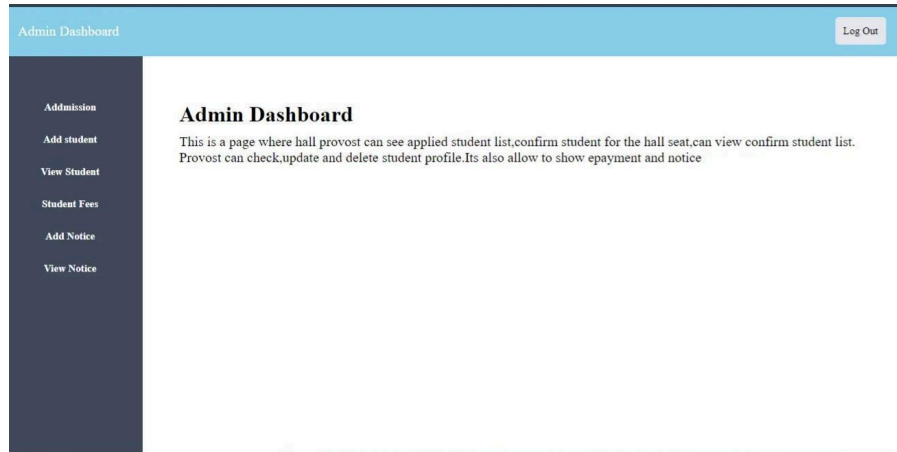 Admin Dashboard
Log Out
Addmission
Add student
View Student
Student Fees
Add Notice
View Notice
Admin Dashboard
This is a page where hall provost can see applied student list,confirm student for the hall seat,can view confirm student list.
Provost can check,update and delete student profile.Its also allow to show epayment and notice